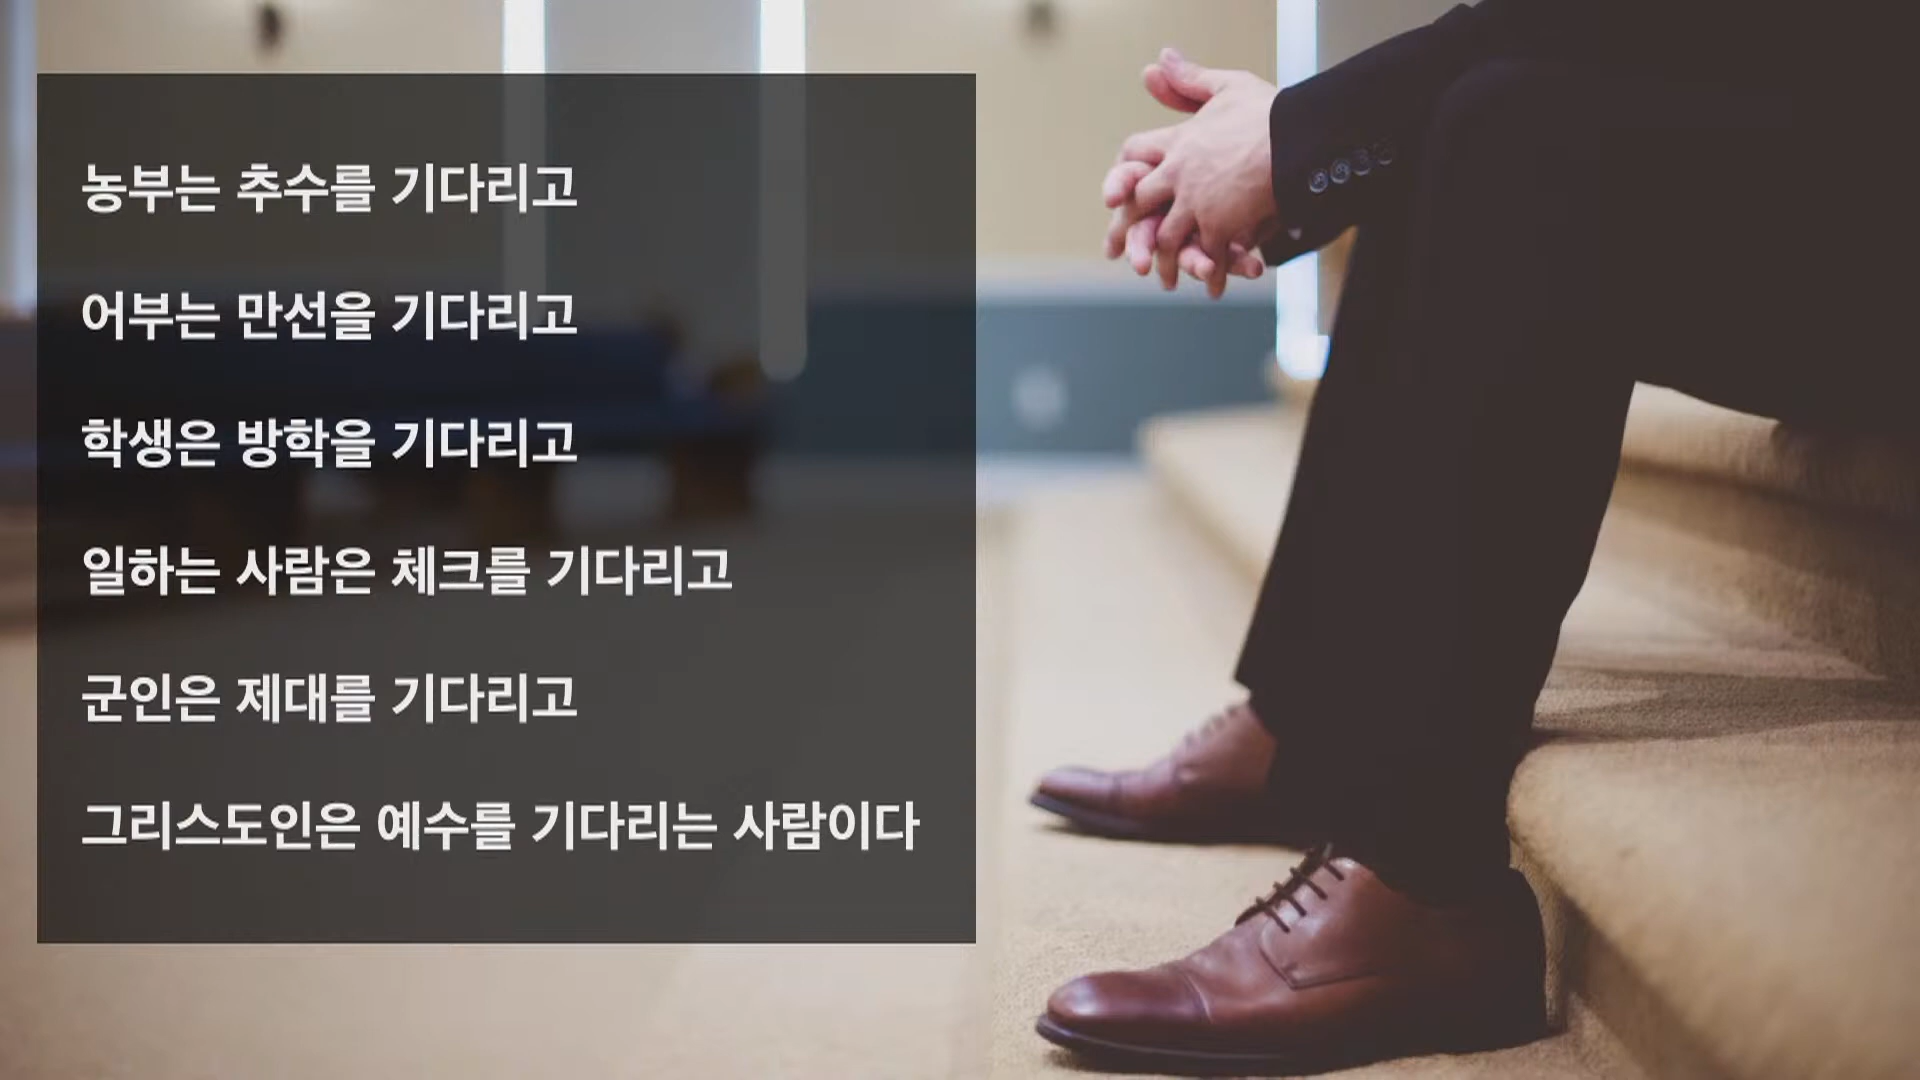 농부는 추수를 기다리고
어부는 만선을 기다리고
학생은 방학을 기다리고
일하는 사람은 체크를 기다리고
군인은 제대를 기다리고
그리스도인은 예수를 기다리는 사람이다